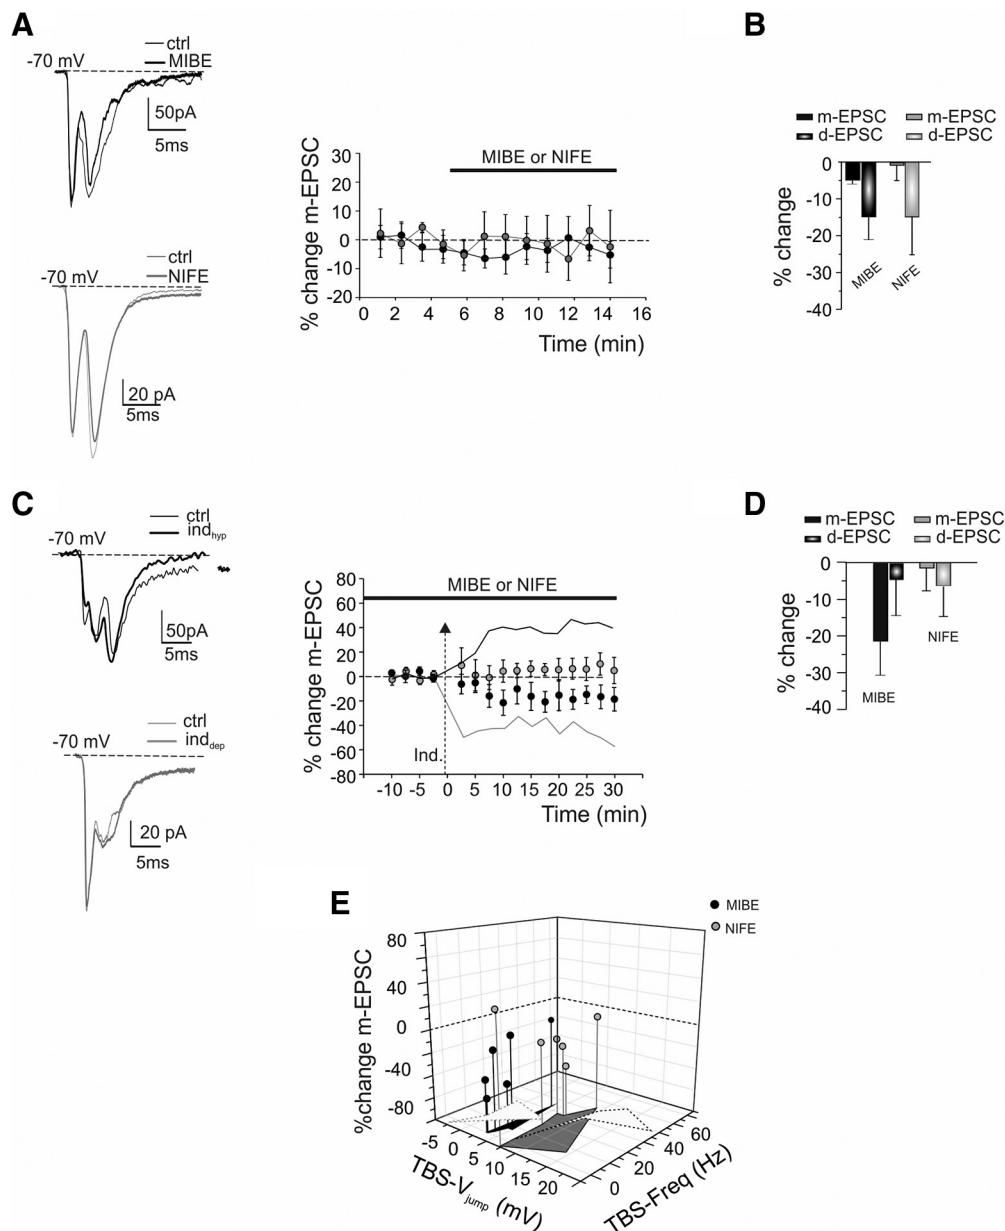 A
ctrl
MIBE
-70 mV
50pA
5ms
-70 mV
ctrl
NIFE
20 pA
5ms
% change m-EPSC
30
20
10
0
-10
-20
MIBE or NIFE
0 2 4 6 8 10 12 14 16
Time (min)
B
m-EPSC m-EPSC
d-EPSC d-EPSC
% change
0
-10
-20
-30
-40
MIBE
NIFE
C
ctrl
indhyp
-70 mV
50pA
5ms
ctrl
inddep
-70 mV
20 pA
5ms
% change m-EPSC
80
60
40
20
0
-20
-40
-60
-80
MIBE or NIFE
Ind.
-10 -5 0 5 10 15 20 25 30
Time (min)
D
m-EPSC m-EPSC
d-EPSC d-EPSC
% change
0
-10
-20
-30
-40
NIFE
MIBE
E
MIBE
NIFE
%change m-EPSC
80
40
0
-40
-80
-5 0 5 10 15 20
TBS-Vjump (mV)
0 20 40 60
TBS-Freq (Hz)